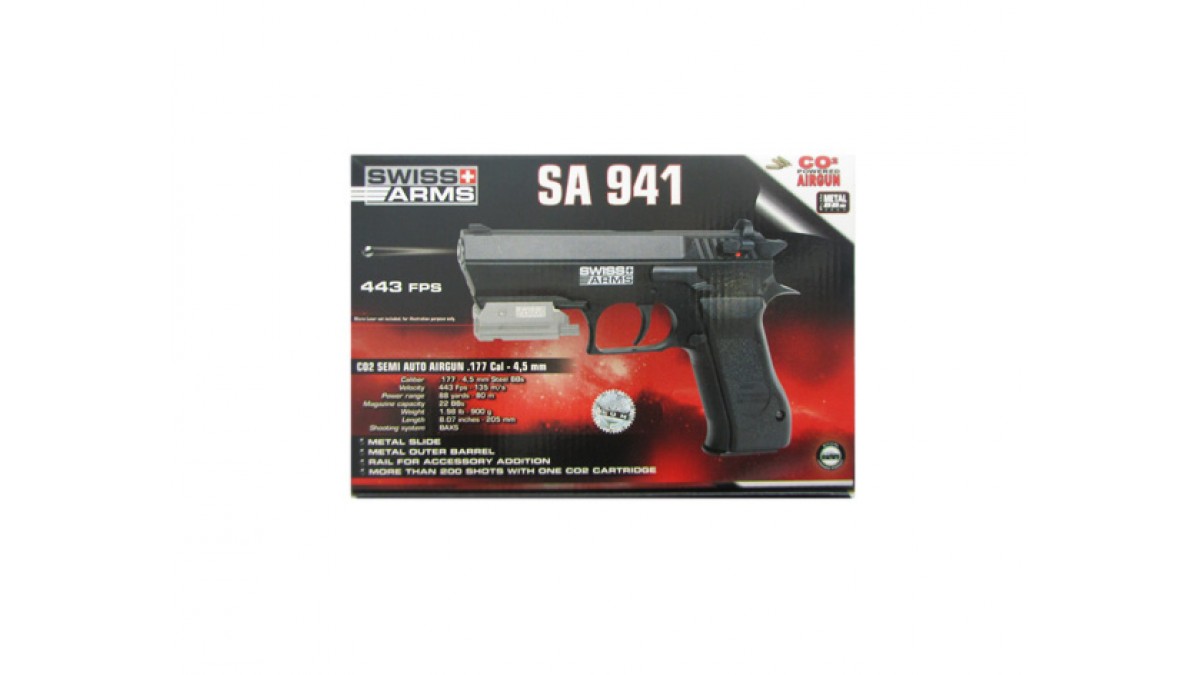 SWISS ARMS
SA 941
CO² POWERED AIRGUN
METAL
443 FPS
SWISS ARMS
CO2 SEMI AUTO AIRGUN .177 Cal - 4,5 mm
Caliber .177 - 4.5 mm Steel BBs
Velocity 443 Fps - 135 m/s
Power range 88 yards - 80 m
Magazine capacity 22 BBs
Weight 1.98 lb - 900 g
Length 8.07 inches - 205 mm
Shooting system BAXS
METAL SLIDE
METAL OUTER BARREL
RAIL FOR ACCESSORY ADDITION
MORE THAN 200 SHOTS WITH ONE CO2 CARTRIDGE